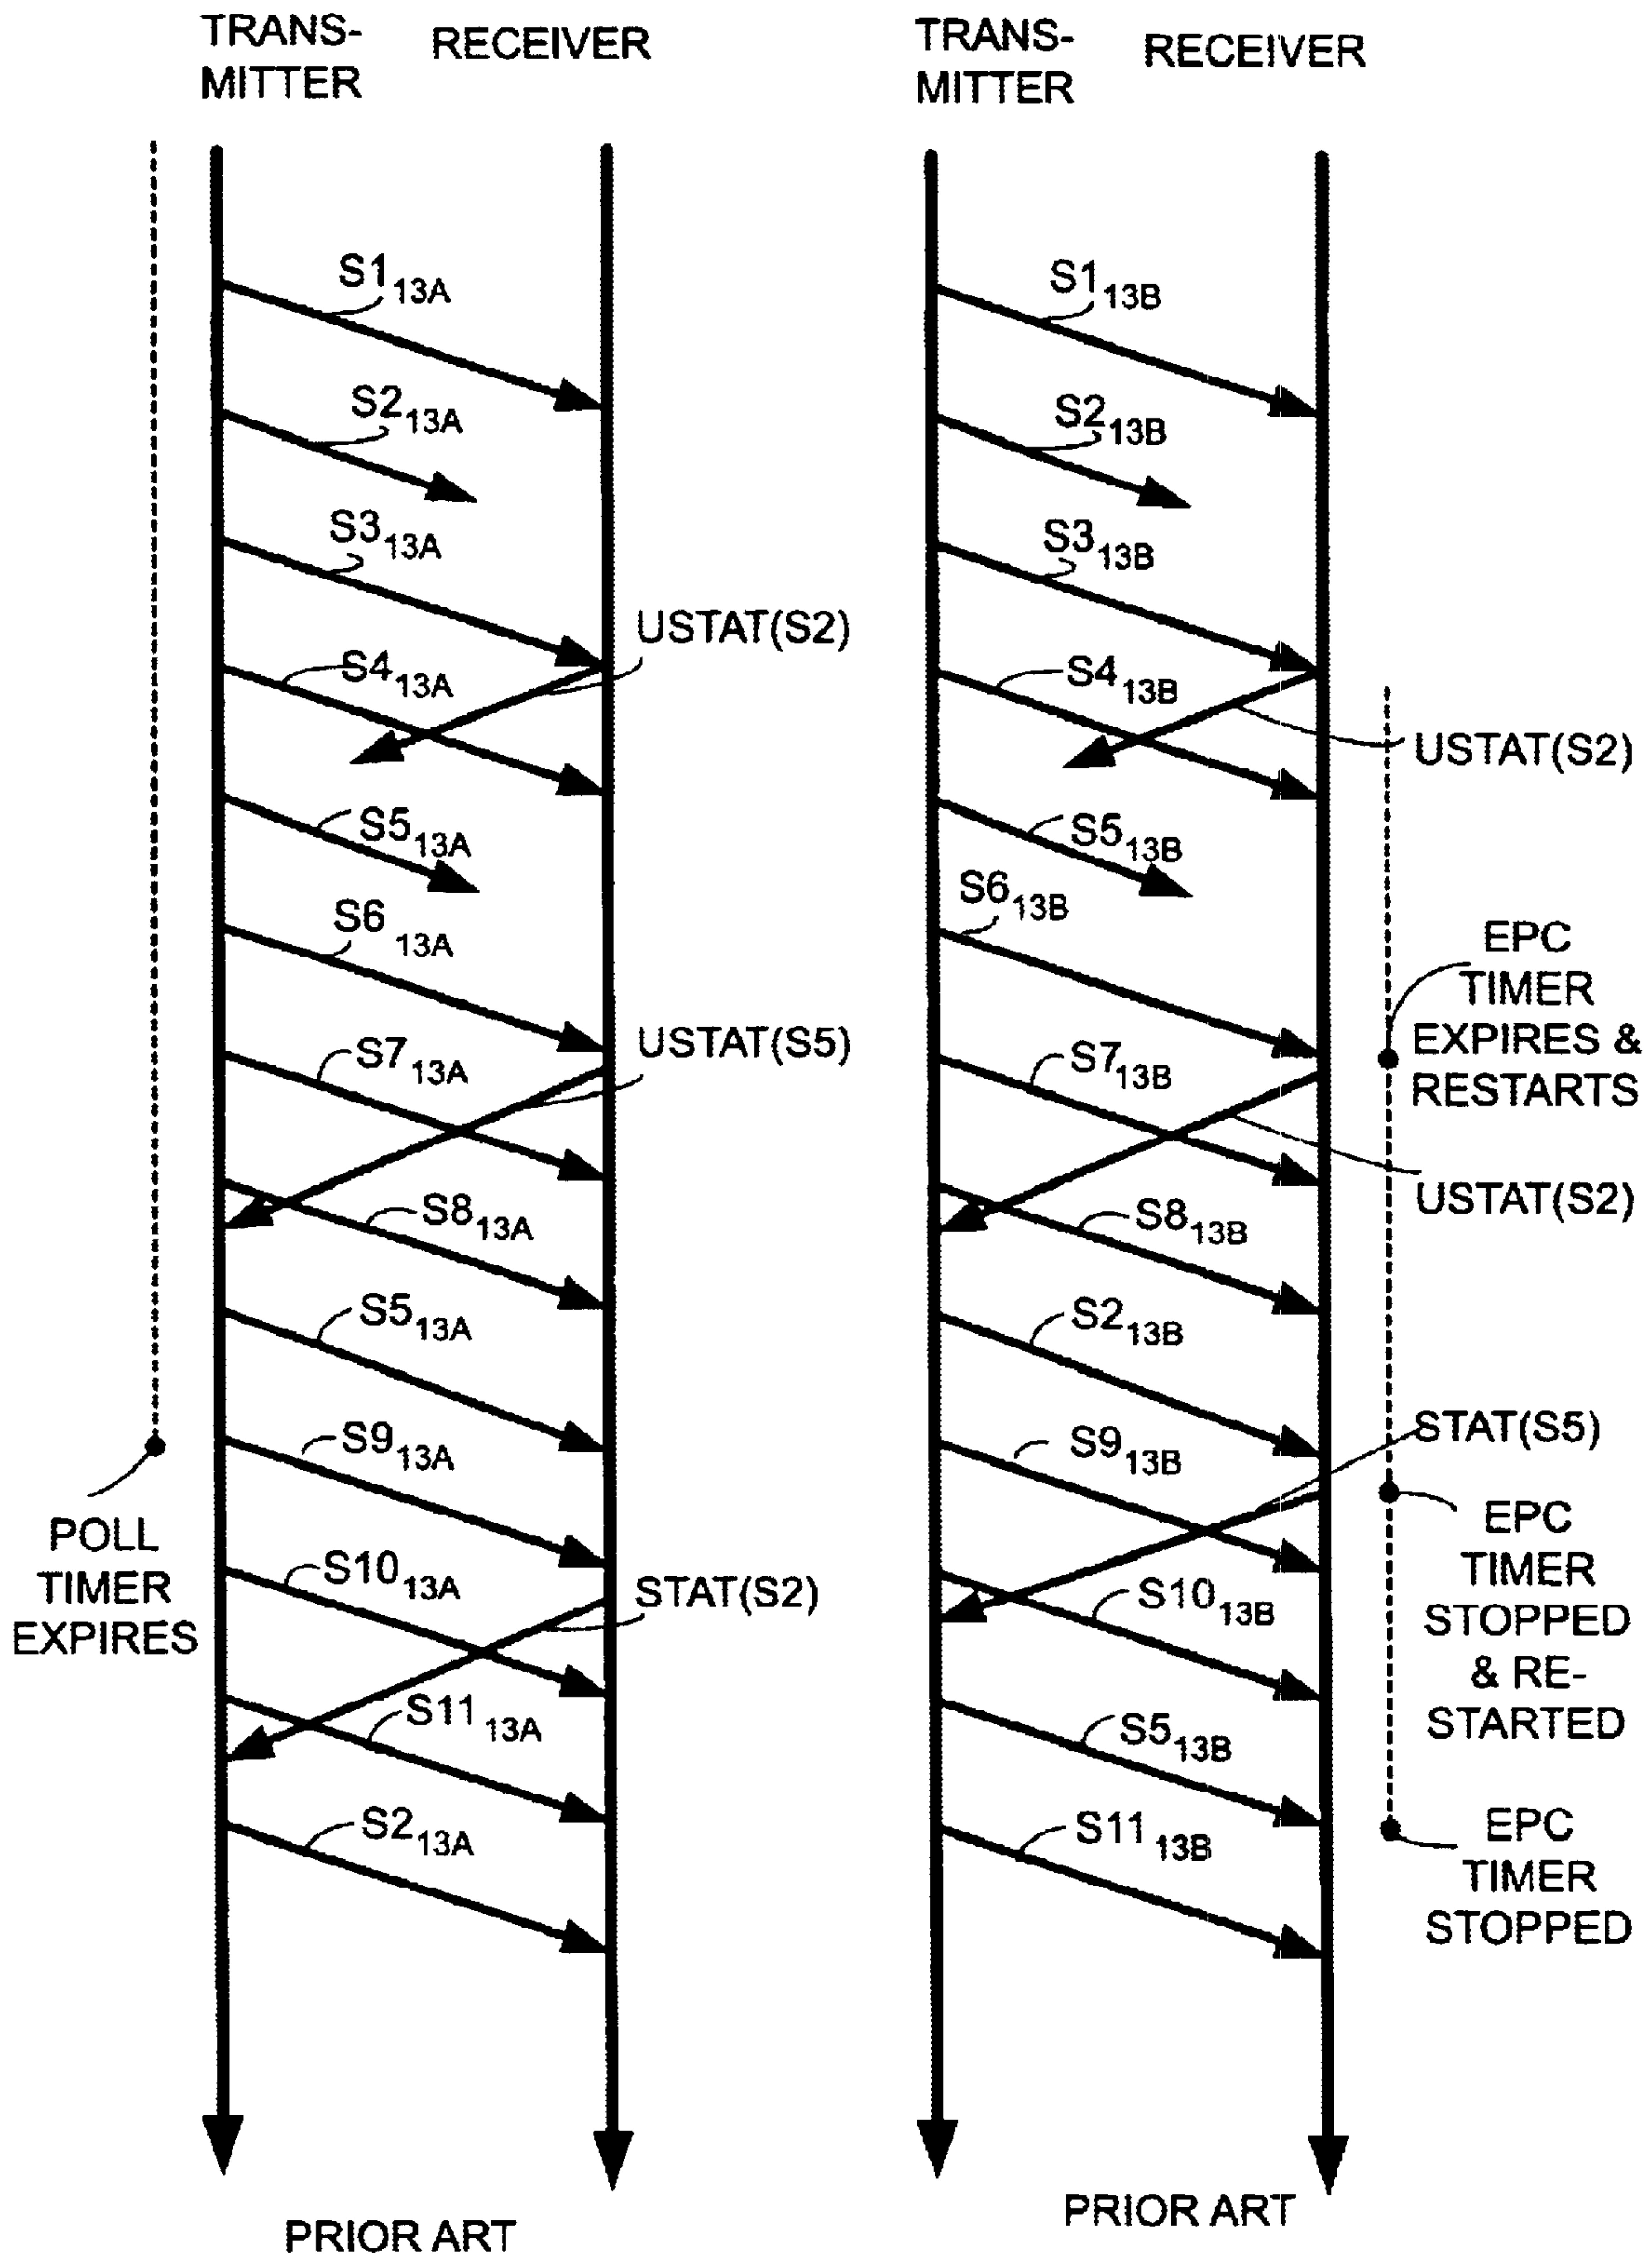 TRANS-
MITTER
RECEIVER
S1 13A
S2 13A
S3 13A
USTAT(S2)
S4 13A
S5 13A
S6 13A
USTAT(S5)
S7 13A
S8 13A
S5 13A
S9 13A
POLL
TIMER
EXPIRES
S10 13A
STAT(S2)
S11 13A
S2 13A
PRIOR ART
TRANS-
MITTER
RECEIVER
S1 13B
S2 13B
S3 13B
S4 13B
USTAT(S2)
S5 13B
S6 13B
EPC
TIMER
EXPIRES &
RESTARTS
S7 13B
USTAT(S2)
S8 13B
S2 13B
STAT(S5)
S9 13B
EPC
TIMER
STOPPED
& RE-
STARTED
S10 13B
S5 13B
S11 13B
EPC
TIMER
STOPPED
PRIOR ART